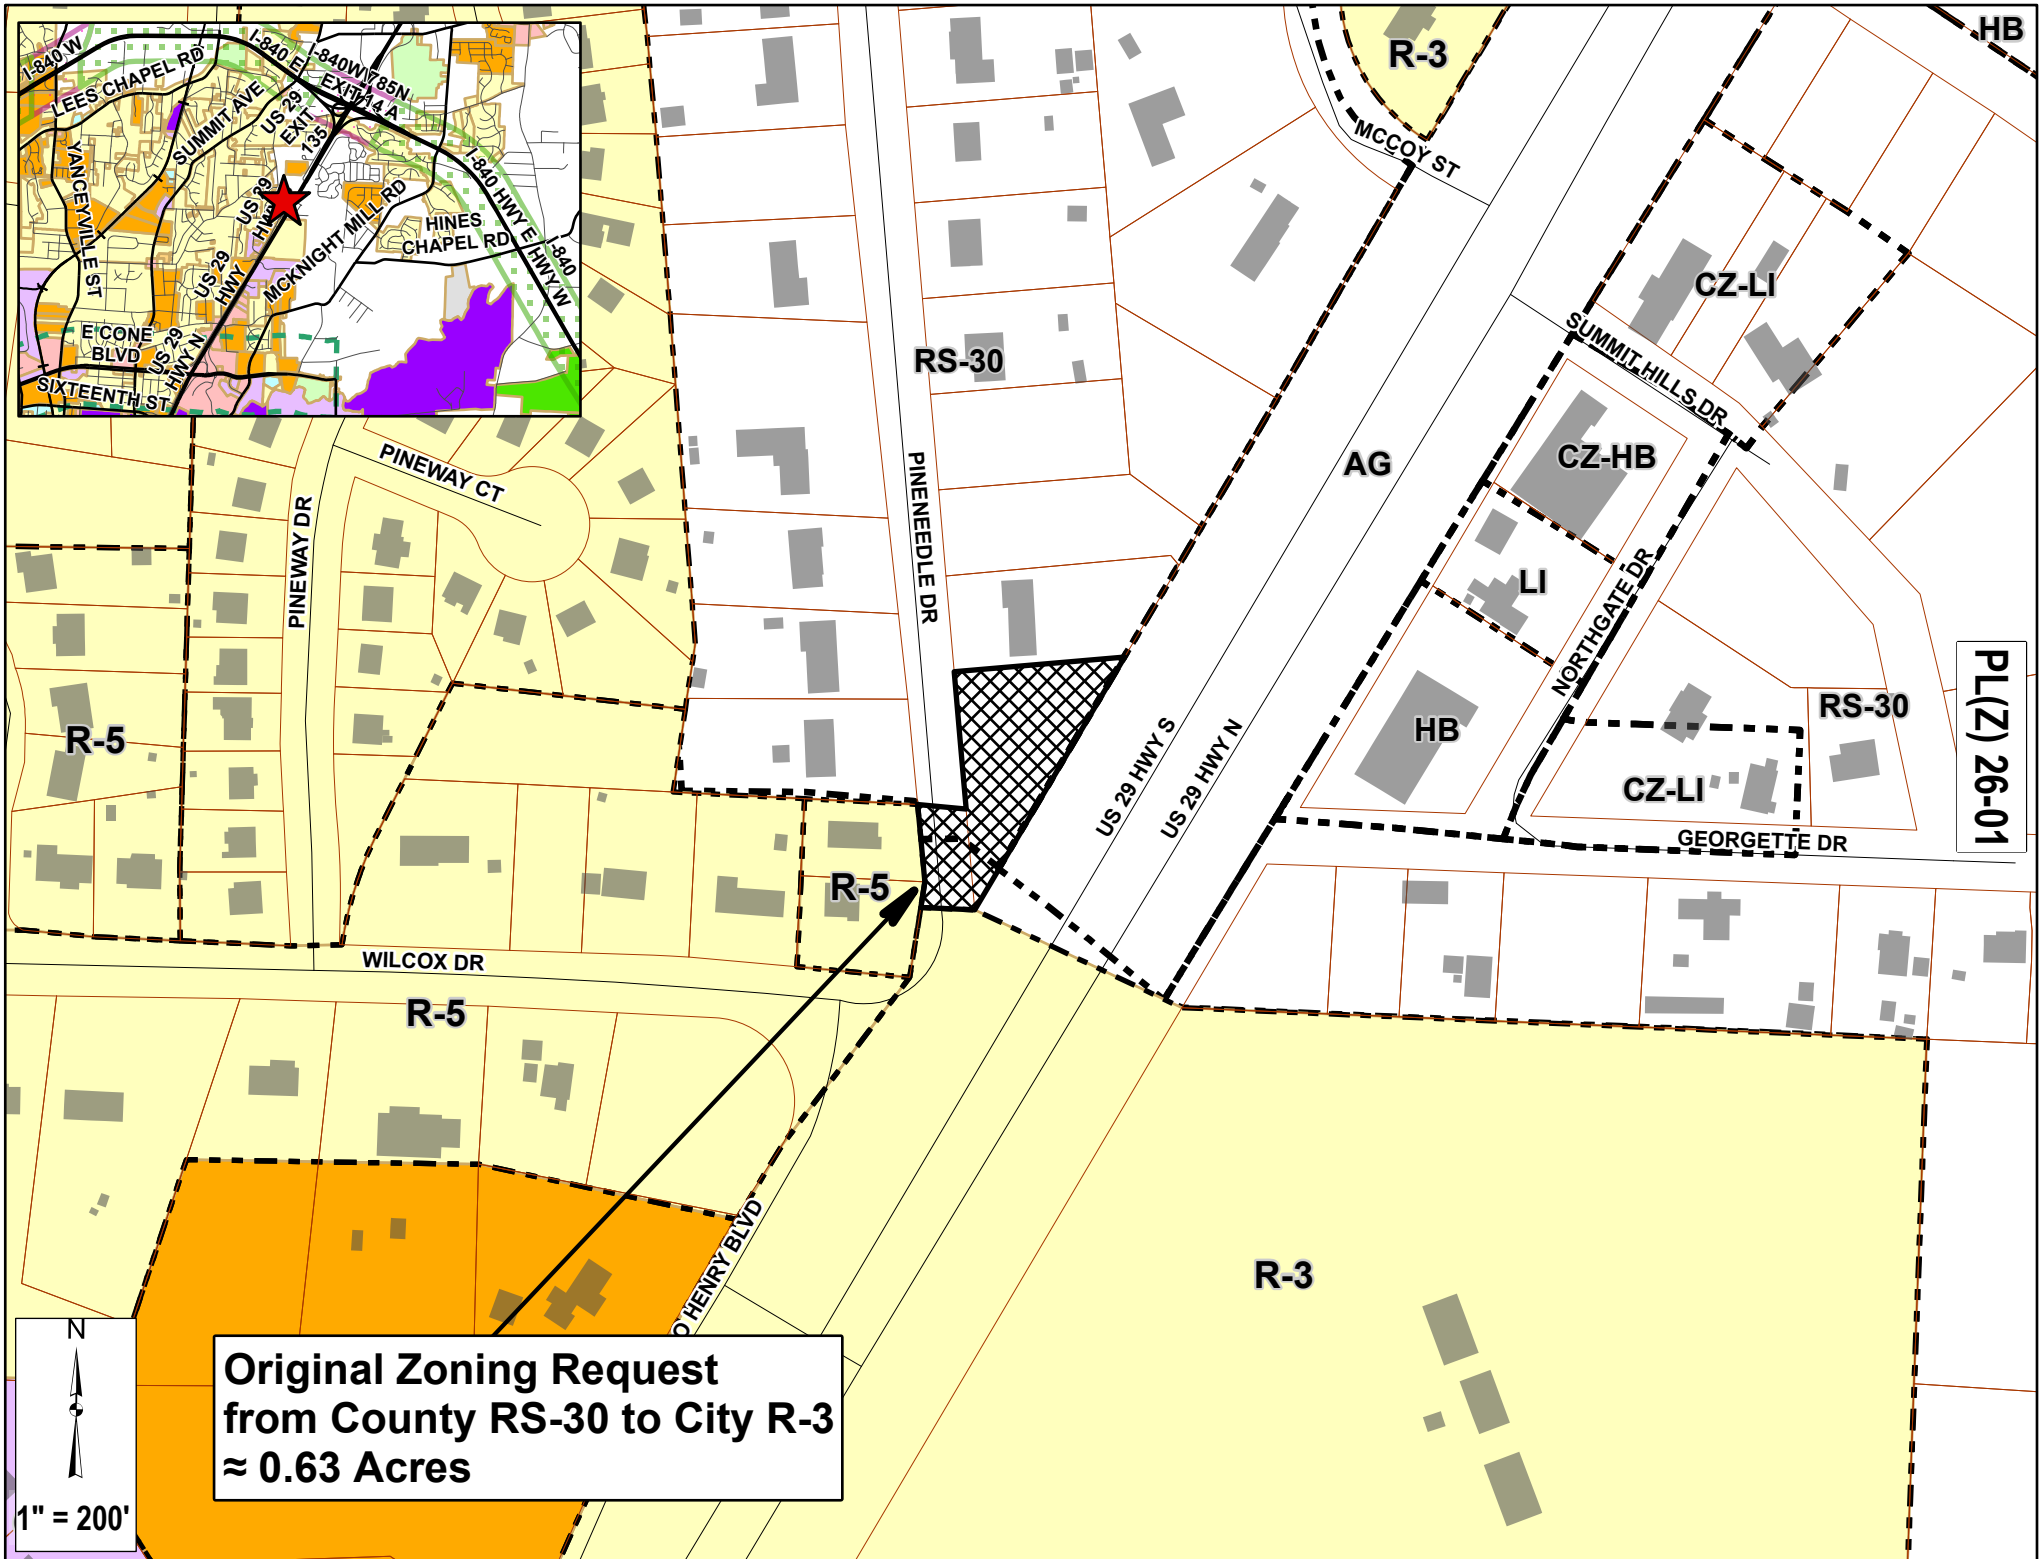 I-840 W
LEES CHAPEL RD
SUMMIT AVE
US 29
EXIT
135
I-840 E/
EXIT 14 A
I-840W/785N
YANCEYVILLE ST
US 29
HWY
US 29
HWY
MCKNIGHT MILL RD
HINES
CHAPEL RD
I-840 HWY E/HWY W
I-840
E CONE
BLVD
US 29
HWY N
SIXTEENTH ST
R-3
HB
MCCOY ST
CZ-LI
SUMMIT HILLS DR
RS-30
AG
CZ-HB
PINEWAY CT
PINEWAY DR
PINENEEDLE DR
LI
NORTHGATE DR
R-5
HB
RS-30
PL(Z) 26-01
US 29 HWY S
US 29 HWY N
CZ-LI
GEORGETTE DR
R-5
WILCOX DR
R-5
O HENRY BLVD
R-3
N
1" = 200'
Original Zoning Request
from County RS-30 to City R-3
≈ 0.63 Acres